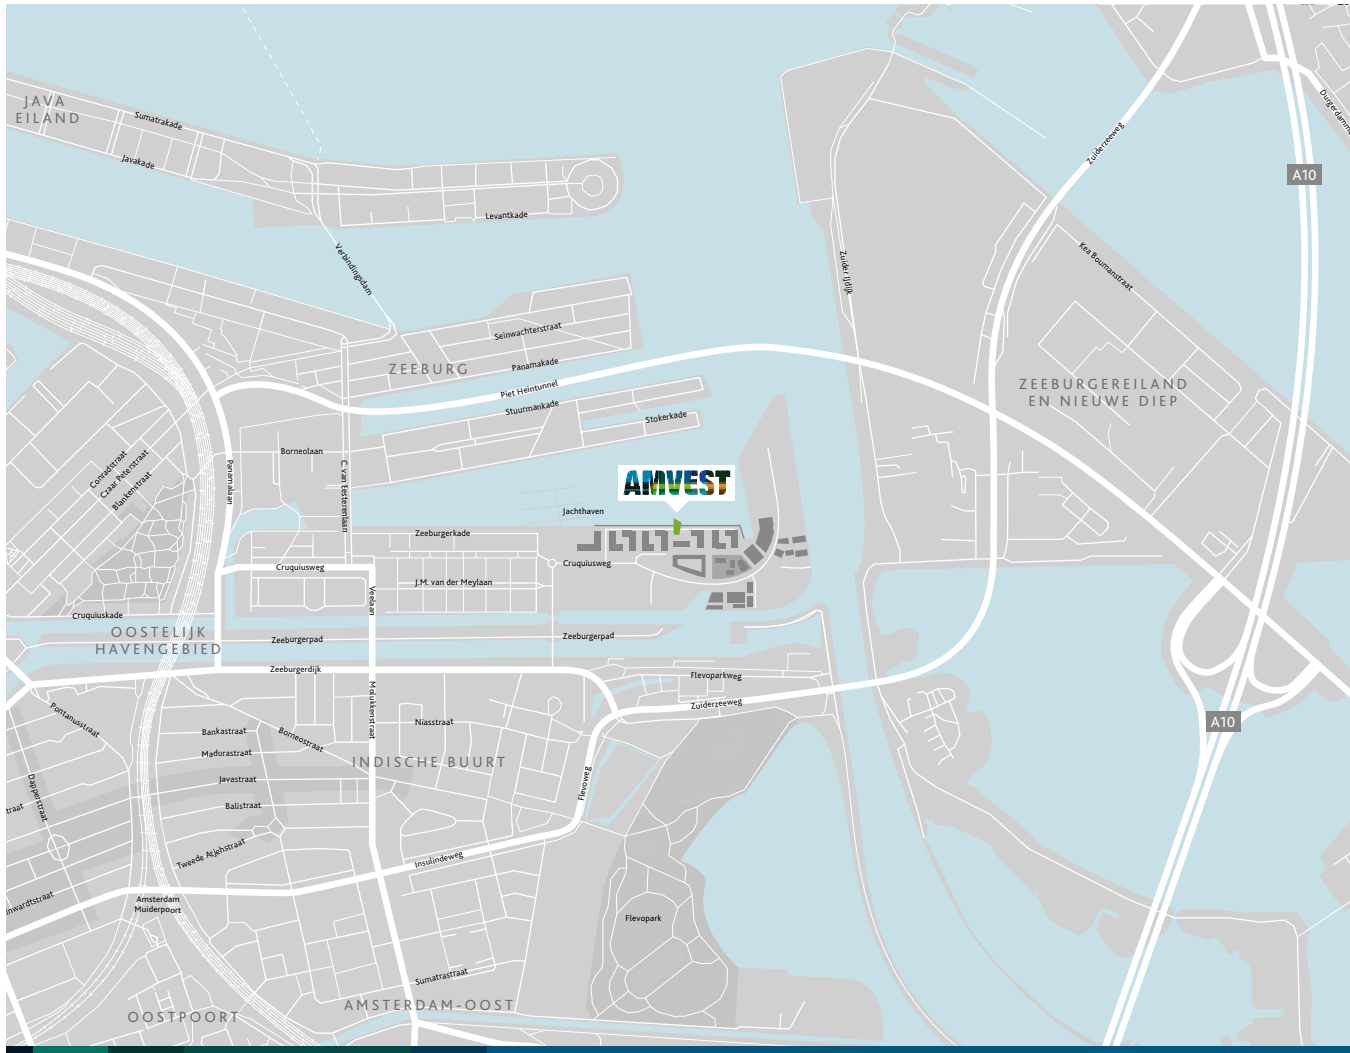 JAVA
EILAND
Sumatrakade
Javakade
Levantkade
Verbindingsdam
Zuiderzeeweg
A10
Kea Boumanstraat
Zuider IJdijk
Seinwachterstraat
ZEEBURG
Panamakade
Piet Heintunnel
Stuurmankade
Stokerkade
ZEEBURGEREILAND
EN NIEUWE DIEP
Borneolaan
Conradstraat
Czaar Peterstraat
Blankenstraat
Panamalaan
C. van Eesterenlaan
AMVEST
Jachthaven
Zeeburgerkade
Cruquiusweg
Cruquiusweg
J.M. van der Meylaan
Veelaan
Cruquiuskade
OOSTELIJK
HAVENGEBIED
Zeeburgerpad
Zeeburgerpad
Zeeburgerdijk
Flevoparkweg
Zuiderzeeweg
A10
Pontanusstraat
Molukkenstraat
Niasstraat
Bankastraat
Borneostraat
Madurastraat
INDISCHE BUURT
Javastraat
Flevoweg
Dapperstraat
Balistraat
traat
Tweede Atjehstraat
Insulindeweg
inwardtstraat
Amsterdam
Muiderpoort
Flevopark
Sumatrastraat
AMSTERDAM-OOST
OOSTPOORT